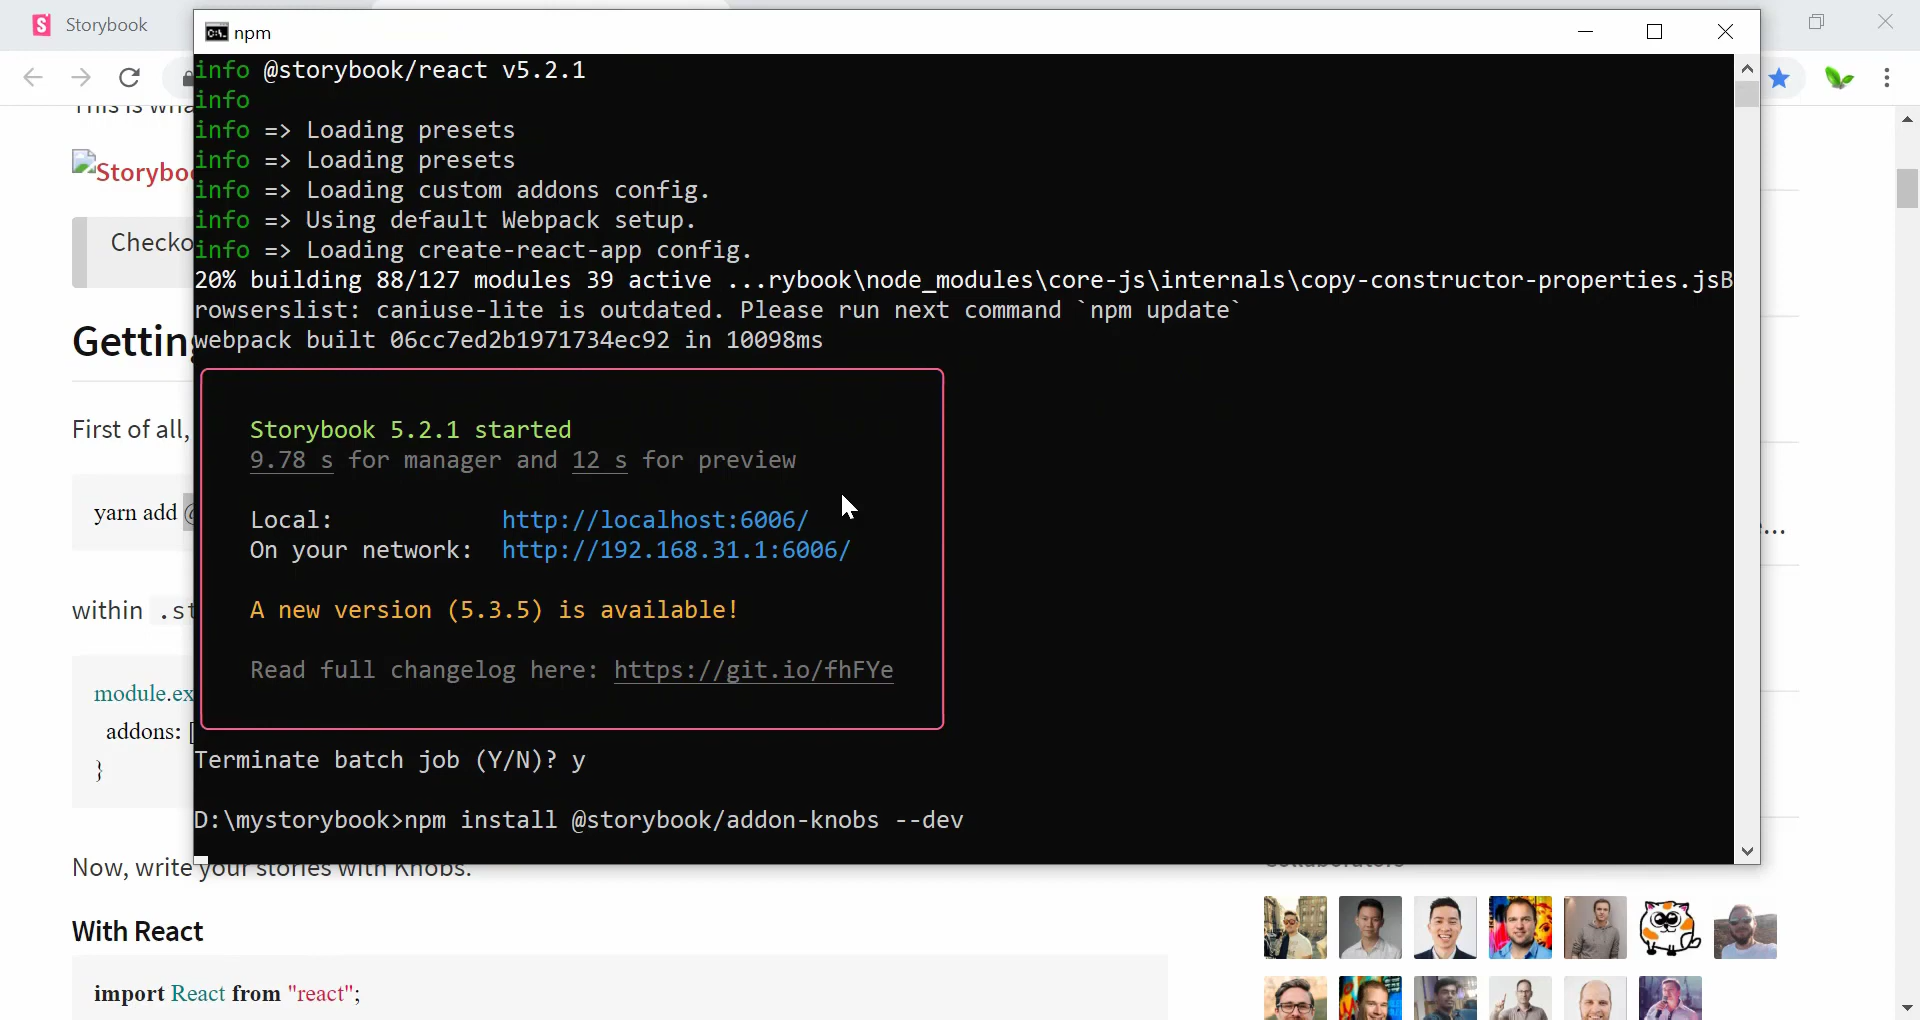 Storybook
npm
info @storybook/react v5.2.1
info
info => Loading presets
info => Loading presets
info => Loading custom addons config.
info => Using default Webpack setup.
info => Loading create-react-app config.
20% building 88/127 modules 39 active ...rybook\node_modules\core-js\internals\copy-constructor-properties.jsB
rowserslist: caniuse-lite is outdated. Please run next command `npm update`
webpack built 06cc7ed2b1971734ec92 in 10098ms
Storybook 5.2.1 started
9.78 s for manager and 12 s for preview
Local: http://localhost:6006/
On your network: http://192.168.31.1:6006/
A new version (5.3.5) is available!
Read full changelog here: https://git.io/fhFYe
Terminate batch job (Y/N)? y
D:\mystorybook>npm install @storybook/addon-knobs --dev
This is wha
Storyboo
Checko
Getting
First of all,
yarn add @
within .st
module.ex
addons: [
}
Now, write your stories with Knobs.
With React
import React from "react";
...